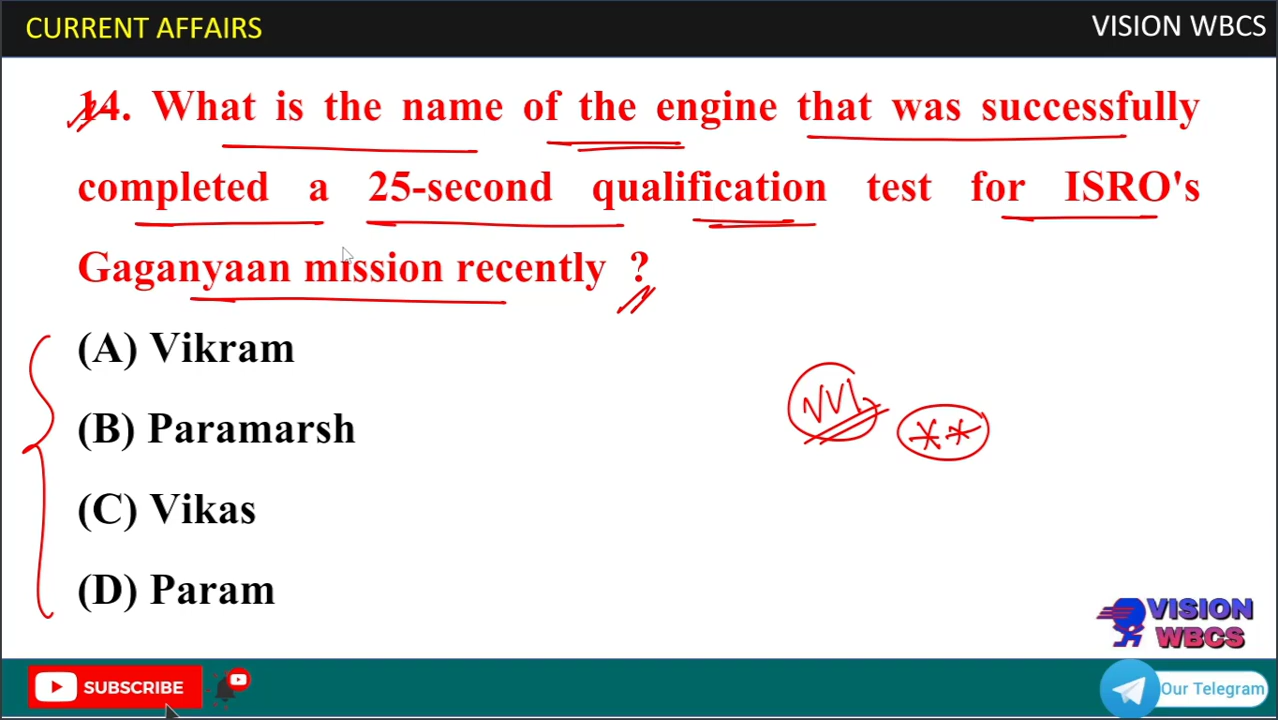 CURRENT AFFAIRS
VISION WBCS
14. What is the name of the engine that was successfully
completed a 25-second qualification test for ISRO's
Gaganyaan mission recently ?
(A) Vikram
(B) Paramarsh
(C) Vikas
(D) Param
VVI
**
VISION
WBCS
SUBSCRIBE
Our Telegram